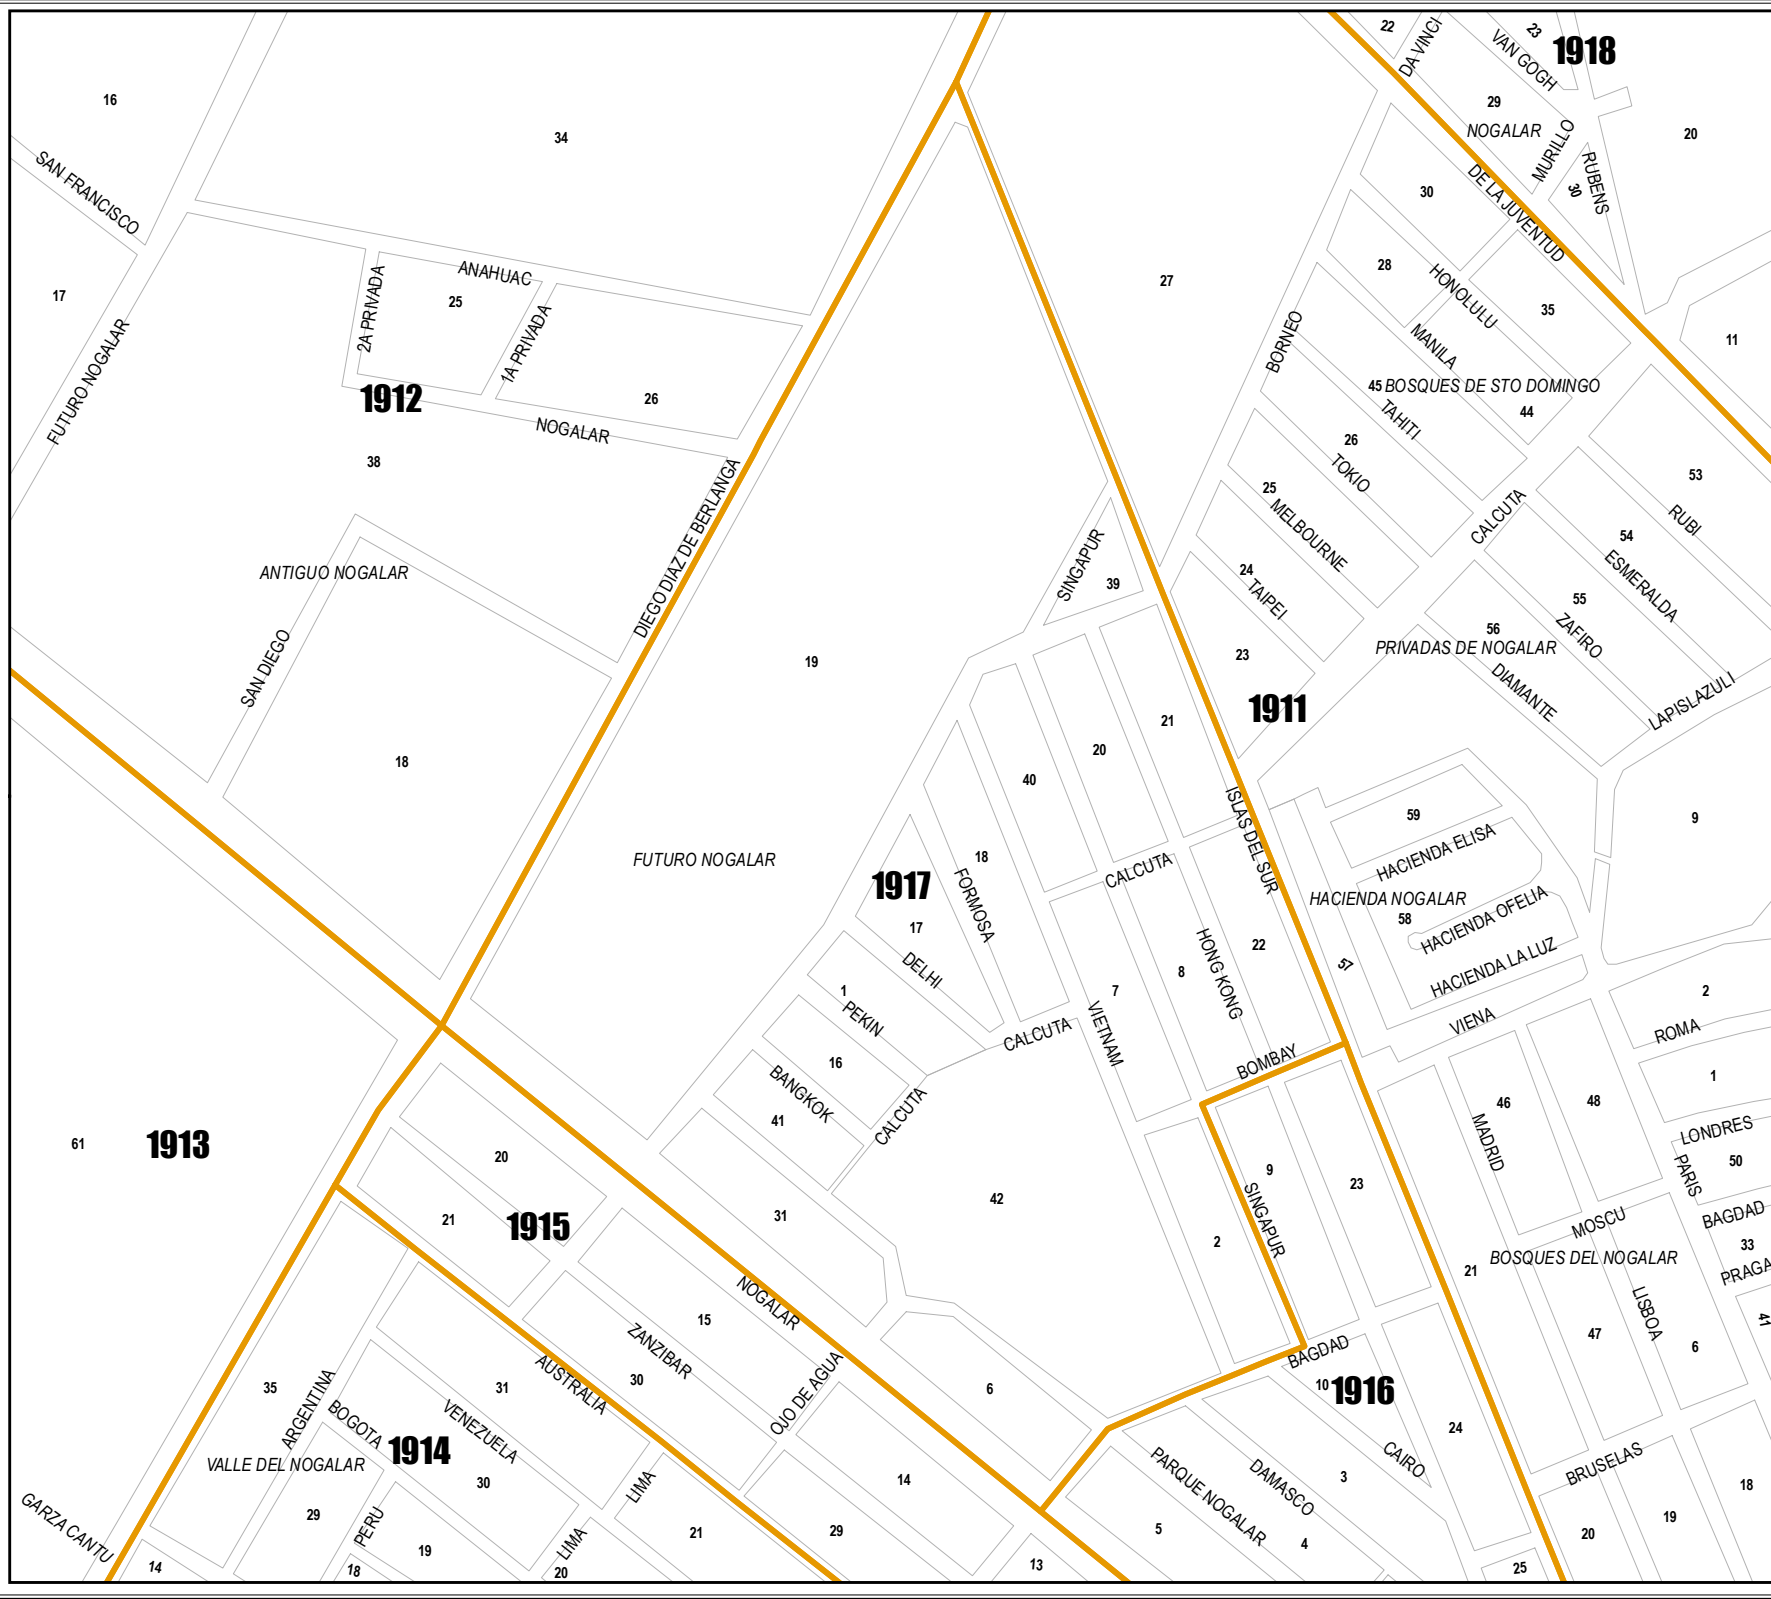 16
34
SAN FRANCISCO
17
FUTURO NOGALAR
2A PRIVADA
ANAHUAC
25
1A PRIVADA
1912
26
NOGALAR
38
ANTIGUO NOGALAR
SAN DIEGO
18
DIEGO DIAZ DE BERLANGA
19
FUTURO NOGALAR
22
DA VINCI
23
VAN GOGH
1918
29
NOGALAR
MURILLO
30
RUBENS
20
DE LA JUVENTUD
30
27
28
HONOLULU
35
11
BORNEO
MANILA
45
BOSQUES DE STO DOMINGO
TAHITI
44
26
TOKIO
25
MELBOURNE
CALCUTA
53
RUBI
54
ESMERALDA
55
ZAFIRO
56
PRIVADAS DE NOGALAR
DIAMANTE
LAPISLAZULI
24
TAIPEI
23
1911
SINGAPUR
39
21
20
40
ISLAS DEL SUR
18
1917
FORMOSA
17
DELHI
CALCUTA
59
HACIENDA ELISA
HACIENDA NOGALAR
58
HACIENDA OFELIA
HACIENDA LA LUZ
57
9
22
HONG KONG
8
7
VIETNAM
CALCUTA
1
PEKIN
16
BANGKOK
41
CALCUTA
BOMBAY
VIENA
2
ROMA
1
LONDRES
50
PARIS
BAGDAD
33
PRAGA
41
46
48
MADRID
MOSCU
BOSQUES DEL NOGALAR
21
47
LISBOA
6
BRUSELAS
18
19
20
61
1913
20
21
1915
31
42
9
SINGAPUR
23
2
NOGALAR
15
ZANZIBAR
30
AUSTRALIA
OJO DE AGUA
6
BAGDAD
10
1916
24
CAIRO
3
DAMASCO
PARQUE NOGALAR
5
4
25
35
ARGENTINA
31
BOGOTA
VENEZUELA
1914
VALLE DEL NOGALAR
30
LIMA
14
29
PERU
GARZA CANTU
21
29
19
LIMA
13
14
18
20